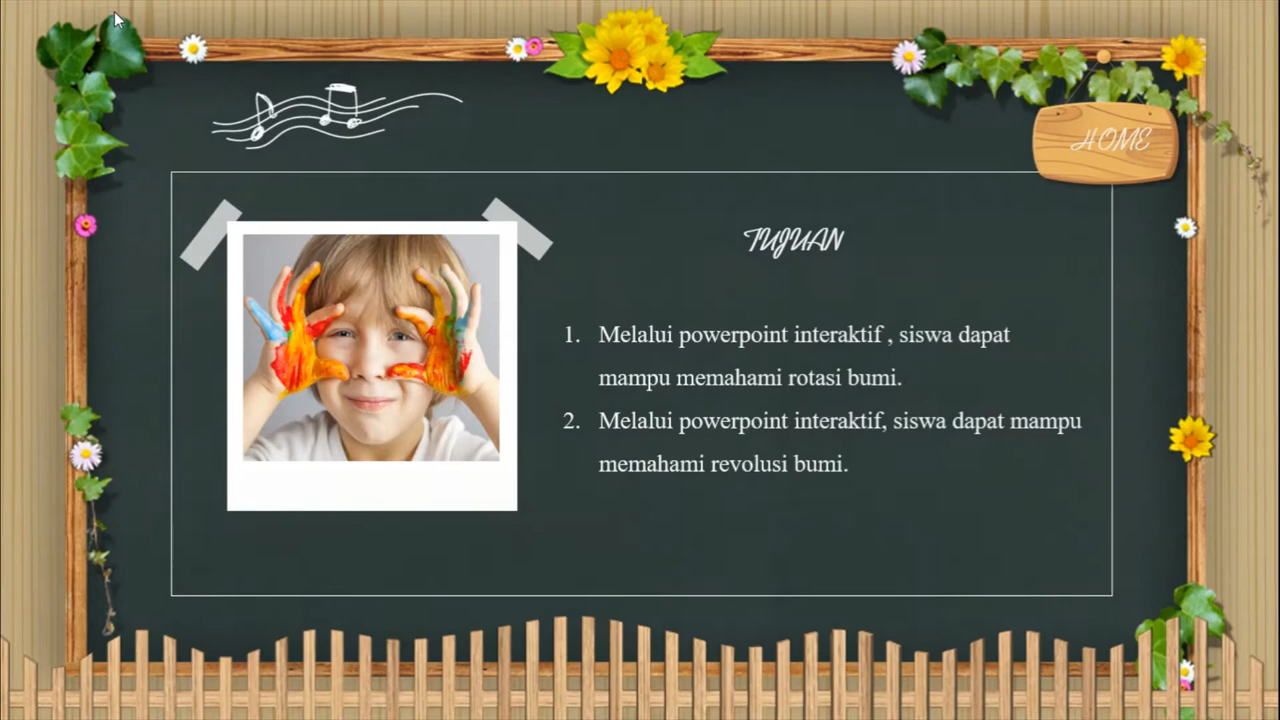 HOME
TUJUAN
1. Melalui powerpoint interaktif , siswa dapat
mampu memahami rotasi bumi.
2. Melalui powerpoint interaktif, siswa dapat mampu
memahami revolusi bumi.